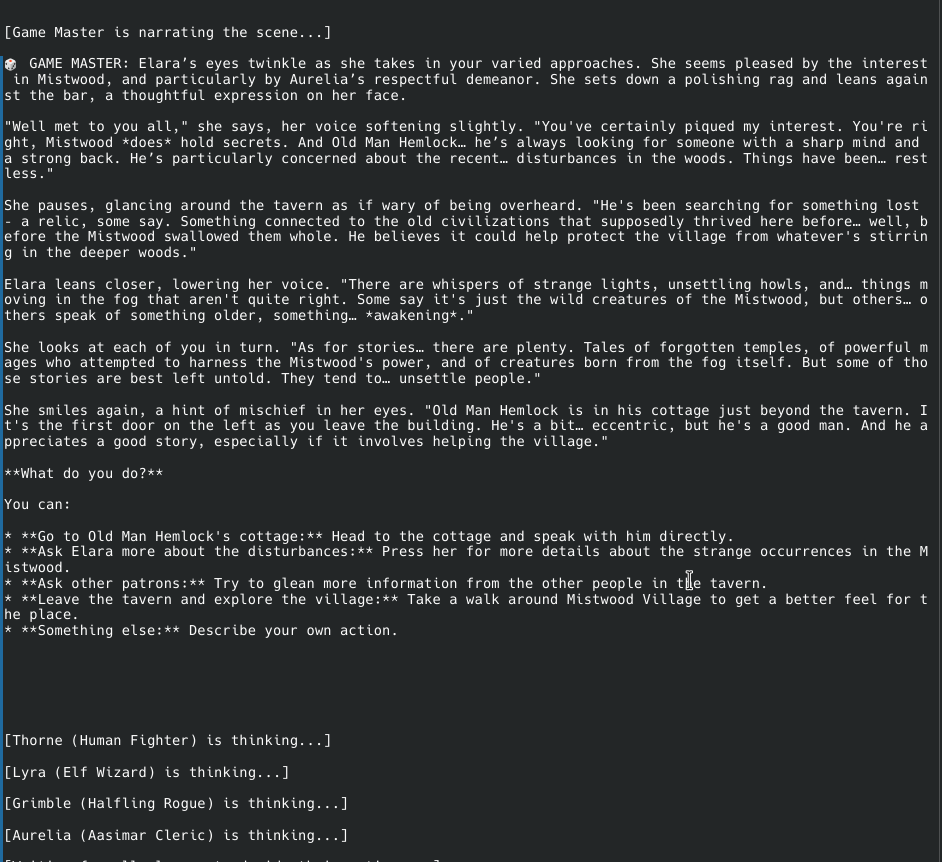 [Game Master is narrating the scene...]
🎲 GAME MASTER: Elara’s eyes twinkle as she takes in your varied approaches. She seems pleased by the interest
in Mistwood, and particularly by Aurelia’s respectful demeanor. She sets down a polishing rag and leans again
st the bar, a thoughtful expression on her face.
"Well met to you all," she says, her voice softening slightly. "You've certainly piqued my interest. You're ri
ght, Mistwood *does* hold secrets. And Old Man Hemlock… he’s always looking for someone with a sharp mind and
a strong back. He’s particularly concerned about the recent… disturbances in the woods. Things have been… rest
less."
She pauses, glancing around the tavern as if wary of being overheard. "He's been searching for something lost
- a relic, some say. Something connected to the old civilizations that supposedly thrived here before… well, b
efore the Mistwood swallowed them whole. He believes it could help protect the village from whatever's stirrin
g in the deeper woods."
Elara leans closer, lowering her voice. "There are whispers of strange lights, unsettling howls, and… things m
oving in the fog that aren't quite right. Some say it's just the wild creatures of the Mistwood, but others… o
thers speak of something older, something… *awakening*."
She looks at each of you in turn. "As for stories… there are plenty. Tales of forgotten temples, of powerful m
ages who attempted to harness the Mistwood's power, and of creatures born from the fog itself. But some of tho
se stories are best left untold. They tend to… unsettle people."
She smiles again, a hint of mischief in her eyes. "Old Man Hemlock is in his cottage just beyond the tavern. I
t's the first door on the left as you leave the building. He's a bit… eccentric, but he's a good man. And he a
ppreciates a good story, especially if it involves helping the village."
**What do you do?**
You can:
* **Go to Old Man Hemlock's cottage:** Head to the cottage and speak with him directly.
* **Ask Elara more about the disturbances:** Press her for more details about the strange occurrences in the M
istwood.
* **Ask other patrons:** Try to glean more information from the other people in the tavern.
* **Leave the tavern and explore the village:** Take a walk around Mistwood Village to get a better feel for t
he place.
* **Something else:** Describe your own action.
[Thorne (Human Fighter) is thinking...]
[Lyra (Elf Wizard) is thinking...]
[Grimble (Halfling Rogue) is thinking...]
[Aurelia (Aasimar Cleric) is thinking...]